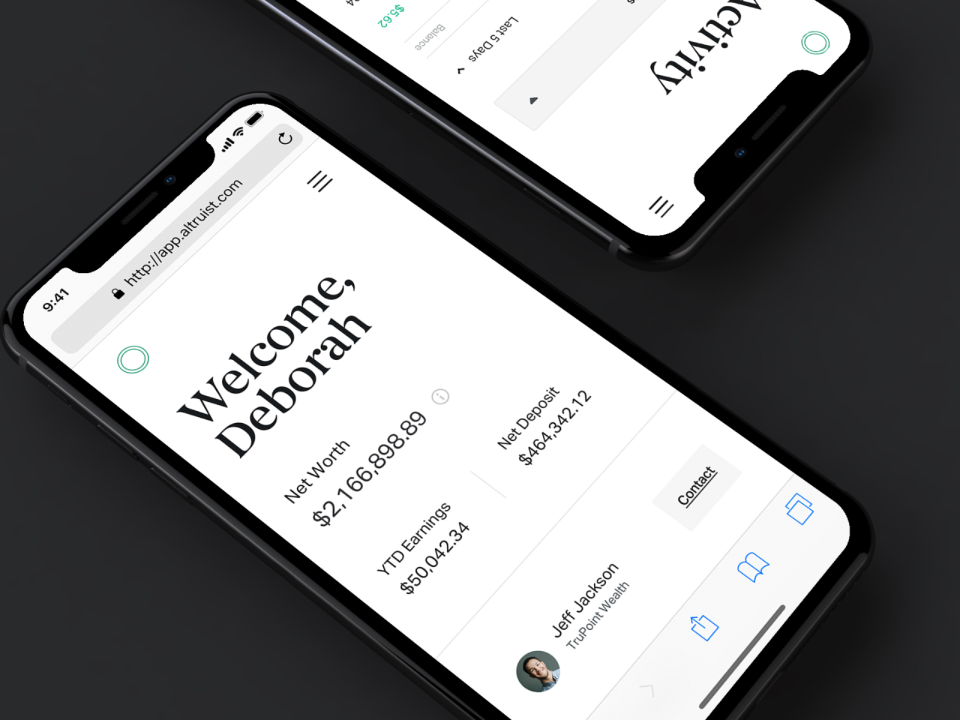 9:41
http://app.altruist.com
Welcome,
Deborah
Net Worth
$2,166,898.89
YTD Earnings
$50,042.34
Net Deposit
$464,342.12
Jeff Jackson
TruPoint Wealth
Contact
Activity
Last 5 Days
Balance
$5.62